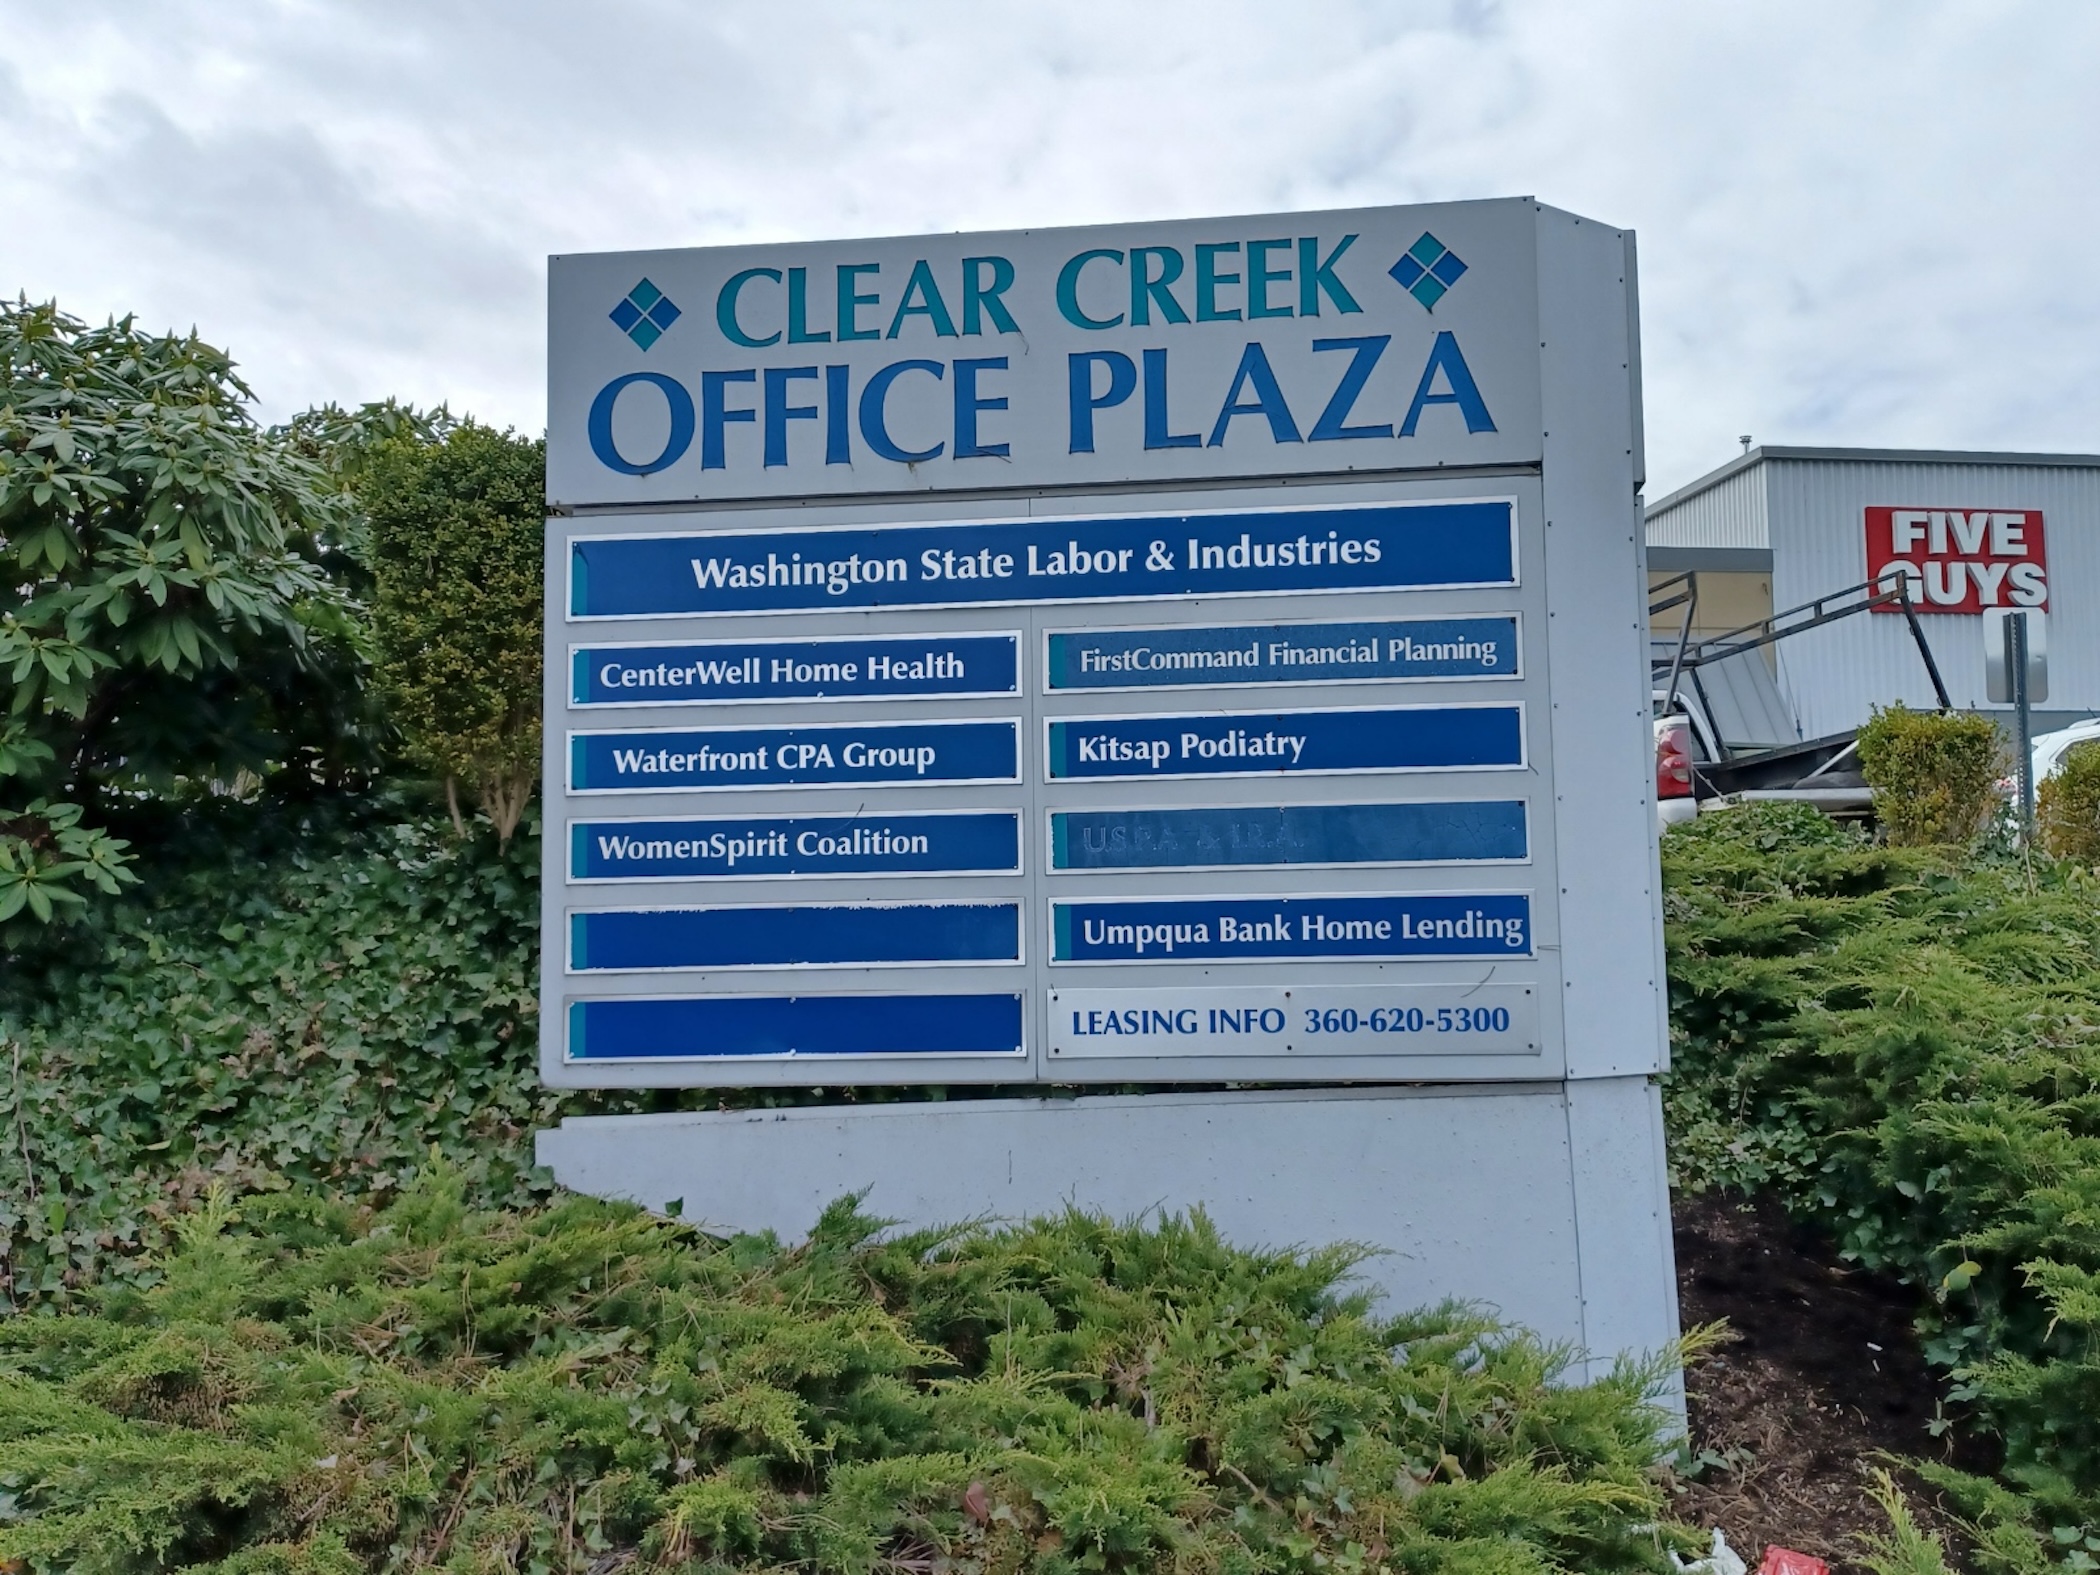 CLEAR CREEK
OFFICE PLAZA
Washington State Labor & Industries
CenterWell Home Health
FirstCommand Financial Planning
Waterfront CPA Group
Kitsap Podiatry
WomenSpirit Coalition
Umpqua Bank Home Lending
LEASING INFO 360-620-5300
FIVE
GUYS